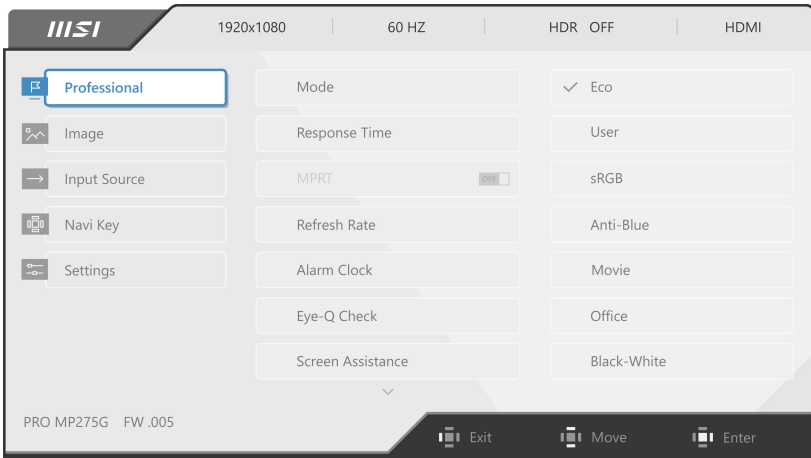 msi
1920x1080 60 HZ HDR OFF HDMI
Professional Mode Eco
Image Response Time User
Input Source MPRT OFF sRGB
Navi Key Refresh Rate Anti-Blue
Settings Alarm Clock Movie
Eye-Q Check Office
Screen Assistance Black-White
PRO MP275G FW .005
Exit Move Enter